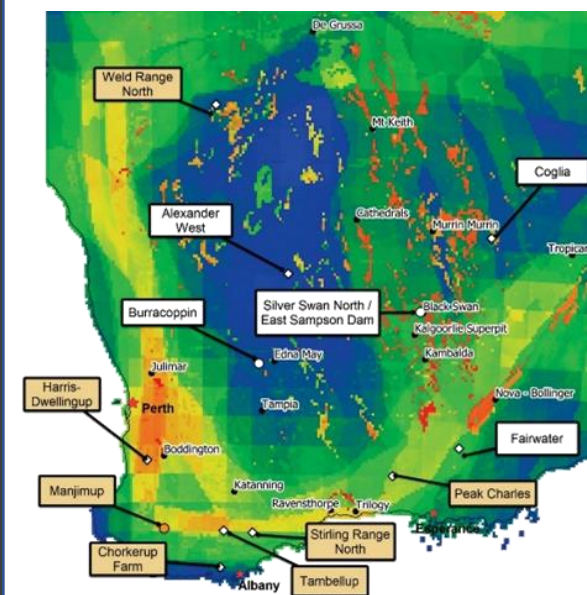 De Grussa
Weld Range
North
Mt Keith
Coglia
Alexander
West
Cathedrals
Murrin Murrin
Tropican
Silver Swan North /
East Sampson Dam
Black Swan
Burracoppin
Kalgoorlie Superpit
Edna May
Kambalda
Julimar
Harris-
Dwellingup
Perth
Tampia
Nova - Bollinger
Boddington
Fairwater
Manjimup
Katanning
Peak Charles
Ravensthorpe
Trilogy
Esperance
Stirling Range
North
Chorkerup
Farm
Tambellup
Albany